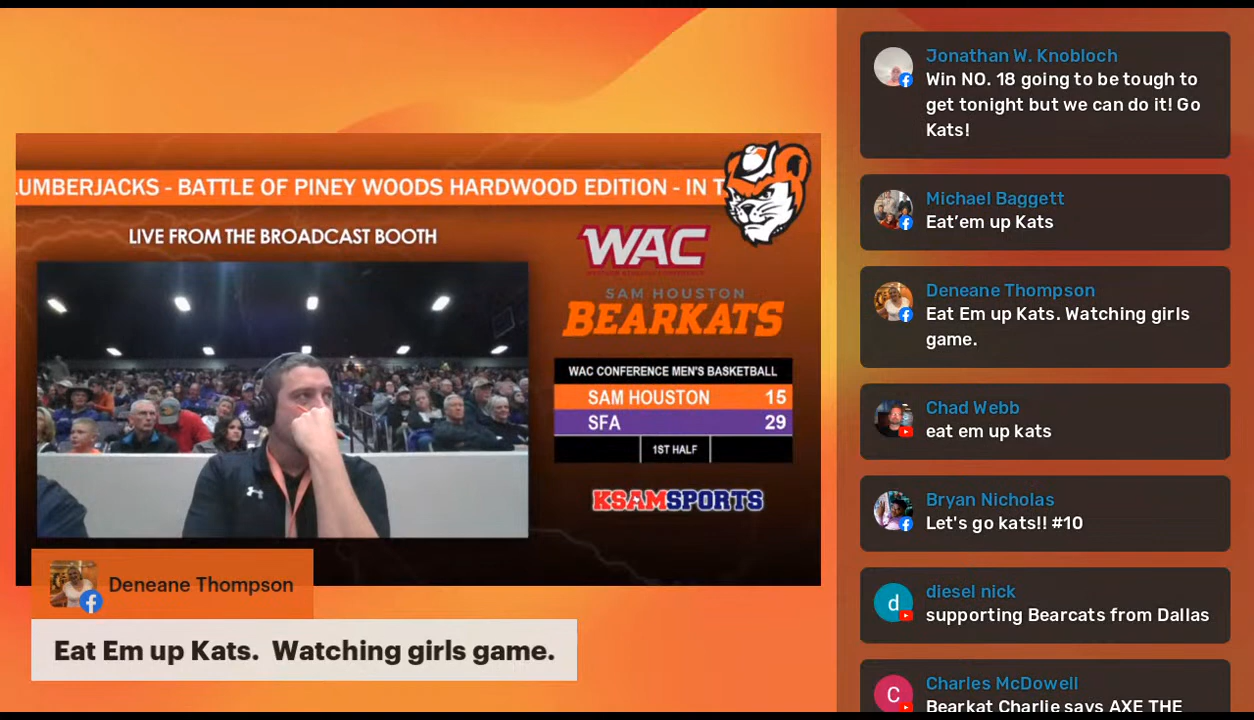 LUMBERJACKS - BATTLE OF PINEY WOODS HARDWOOD EDITION - IN T
LIVE FROM THE BROADCAST BOOTH
WAC
SAM HOUSTON
BEARKATS
WAC CONFERENCE MEN'S BASKETBALL
SAM HOUSTON 15
SFA 29
1ST HALF
KSAMSPORTS
Deneane Thompson
Eat Em up Kats. Watching girls game.
Jonathan W. Knobloch
Win NO. 18 going to be tough to
get tonight but we can do it! Go
Kats!
Michael Baggett
Eat’em up Kats
Deneane Thompson
Eat Em up Kats. Watching girls
game.
Chad Webb
eat em up kats
Bryan Nicholas
Let's go kats!! #10
d
diesel nick
supporting Bearcats from Dallas
C
Charles McDowell
Bearkat Charlie says AXE THE